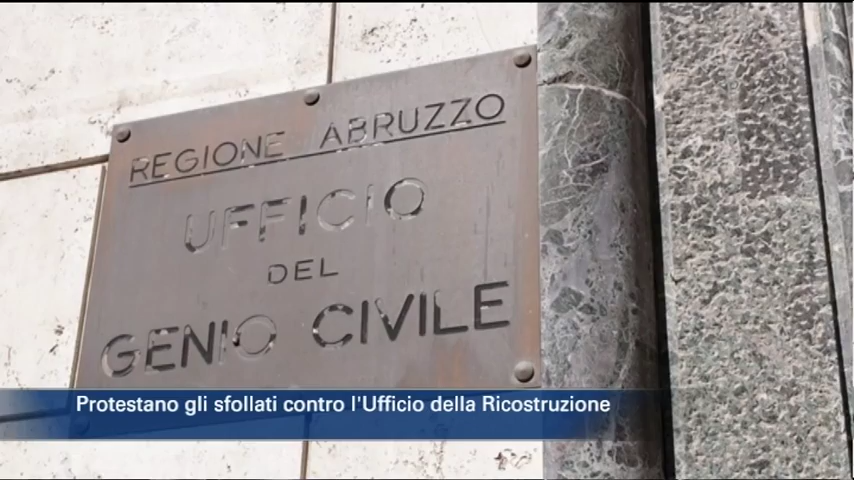 REGIONE ABRUZZO
UFFICIO
DEL
GENIO CIVILE
Protestano gli sfollati contro l'Ufficio della Ricostruzione